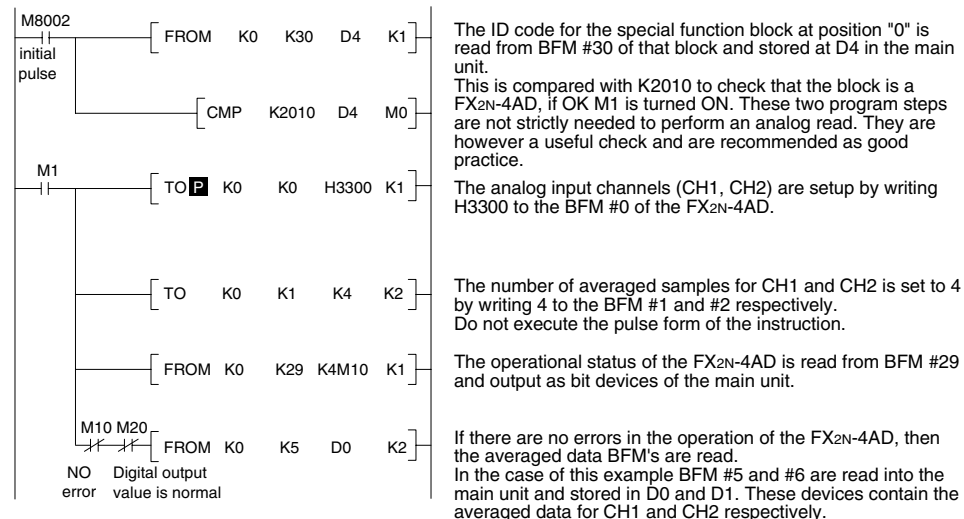 M8002
initial
pulse
FROM K0 K30 D4 K1
The ID code for the special function block at position "0" is
read from BFM #30 of that block and stored at D4 in the main
unit.
This is compared with K2010 to check that the block is a
FX2N-4AD, if OK M1 is turned ON. These two program steps
are not strictly needed to perform an analog read. They are
however a useful check and are recommended as good
practice.
CMP K2010 D4 M0
M1
TO P K0 K0 H3300 K1
The analog input channels (CH1, CH2) are setup by writing
H3300 to the BFM #0 of the FX2N-4AD.
TO K0 K1 K4 K2
The number of averaged samples for CH1 and CH2 is set to 4
by writing 4 to the BFM #1 and #2 respectively.
Do not execute the pulse form of the instruction.
FROM K0 K29 K4M10 K1
The operational status of the FX2N-4AD is read from BFM #29
and output as bit devices of the main unit.
M10 M20
FROM K0 K5 D0 K2
NO
error
Digital output
value is normal
If there are no errors in the operation of the FX2N-4AD, then
the averaged data BFM's are read.
In the case of this example BFM #5 and #6 are read into the
main unit and stored in D0 and D1. These devices contain the
averaged data for CH1 and CH2 respectively.